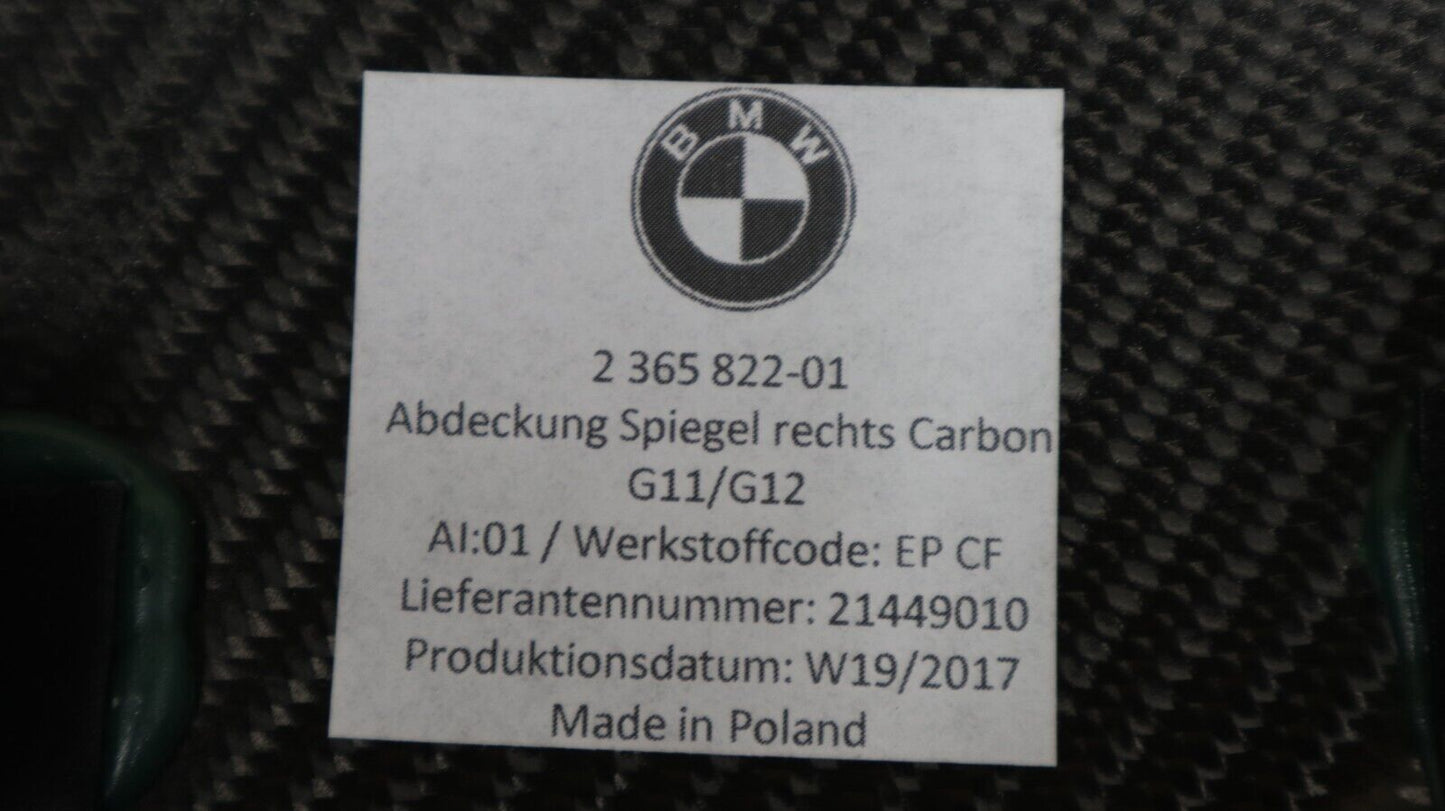 BMW
2 365 822-01
Abdeckung Spiegel rechts Carbon
G11/G12
AI:01 / Werkstoffcode: EP CF
Lieferantennummer: 21449010
Produktionsdatum: W19/2017
Made in Poland